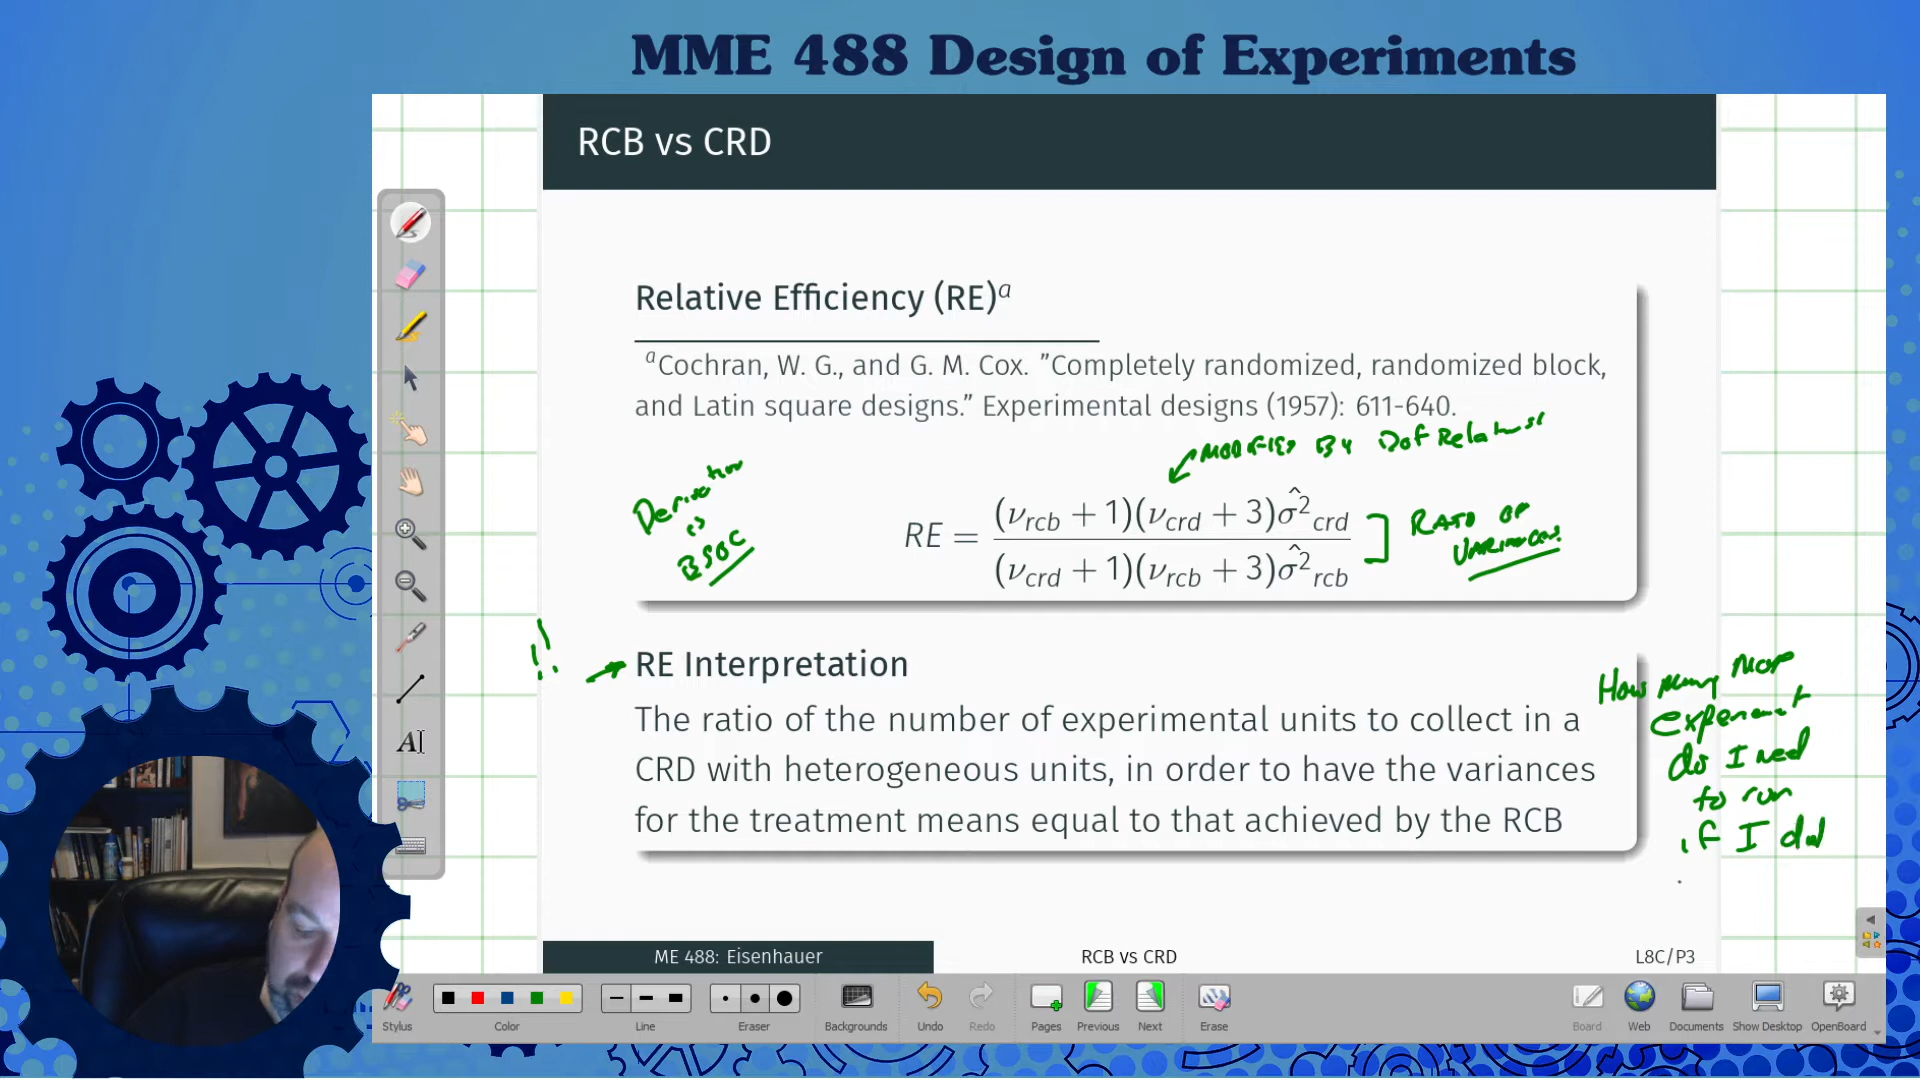 MME 488 Design of Experiments
RCB vs CRD
Relative Efficiency (RE)ᵃ
ᵃCochran, W. G., and G. M. Cox. ”Completely randomized, randomized block,
and Latin square designs.” Experimental designs (1957): 611-640.
MODIFIED BY Dof
Derivation
is
BSOC
RE = (ν_rcb + 1)(ν_crd + 3)σ̂²_crd
(ν_crd + 1)(ν_rcb + 3)σ̂²_rcb
RATIO OF
VARIANCES
!!
RE Interpretation
The ratio of the number of experimental units to collect in a
CRD with heterogeneous units, in order to have the variances
for the treatment means equal to that achieved by the RCB
How many more
experiment
do I need
to run
if I did
ME 488: Eisenhauer
RCB vs CRD
L8C/P3
Stylus
Color
Line
Eraser
Backgrounds
Undo
Redo
Pages
Previous
Next
Erase
Board
Web
Documents
Show Desktop
OpenBoard